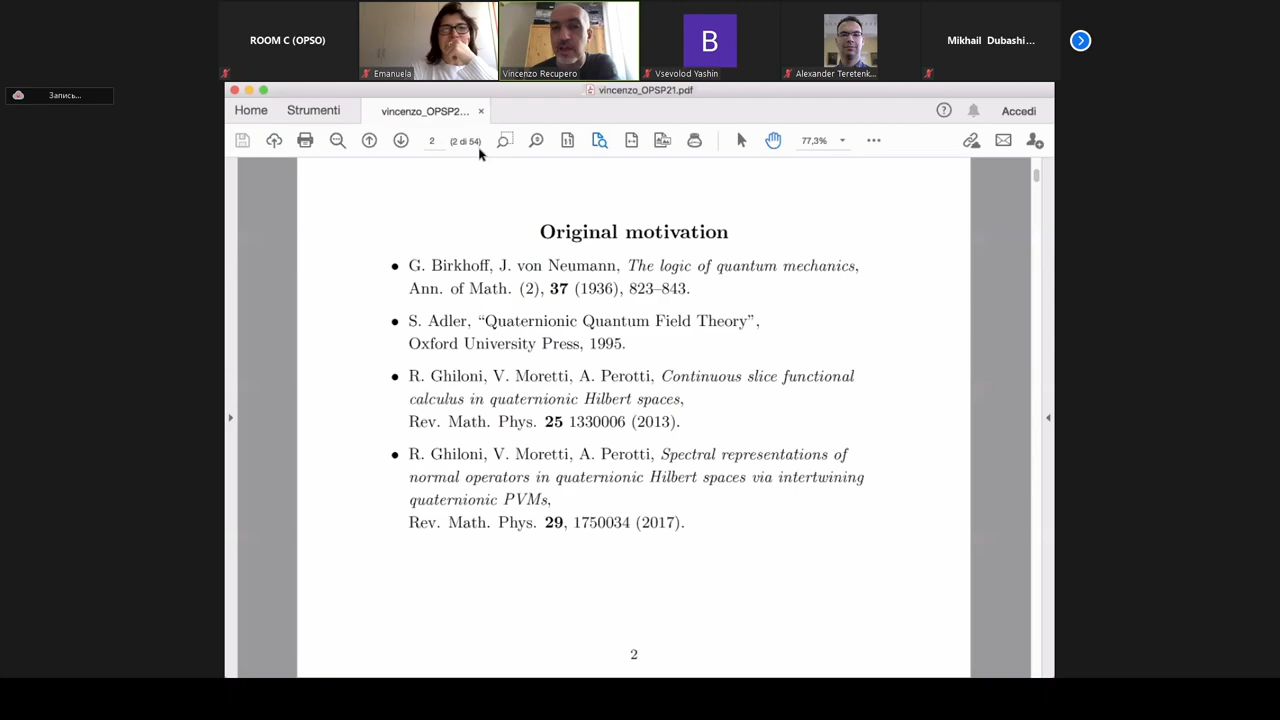 ROOM C (OPSO)
Emanuela
Vincenzo Recupero
B
Vsevolod Yashin
Alexander Teretenk...
Mikhail Dubashi...
Запись...
vincenzo_OPSP21.pdf
Home
Strumenti
vincenzo_OPSP2... ×
Accedi
2 (2 di 54)
77,3%
Original motivation
• G. Birkhoff, J. von Neumann, The logic of quantum mechanics,
Ann. of Math. (2), 37 (1936), 823–843.
• S. Adler, “Quaternionic Quantum Field Theory”,
Oxford University Press, 1995.
• R. Ghiloni, V. Moretti, A. Perotti, Continuous slice functional
calculus in quaternionic Hilbert spaces,
Rev. Math. Phys. 25 1330006 (2013).
• R. Ghiloni, V. Moretti, A. Perotti, Spectral representations of
normal operators in quaternionic Hilbert spaces via intertwining
quaternionic PVMs,
Rev. Math. Phys. 29, 1750034 (2017).
2